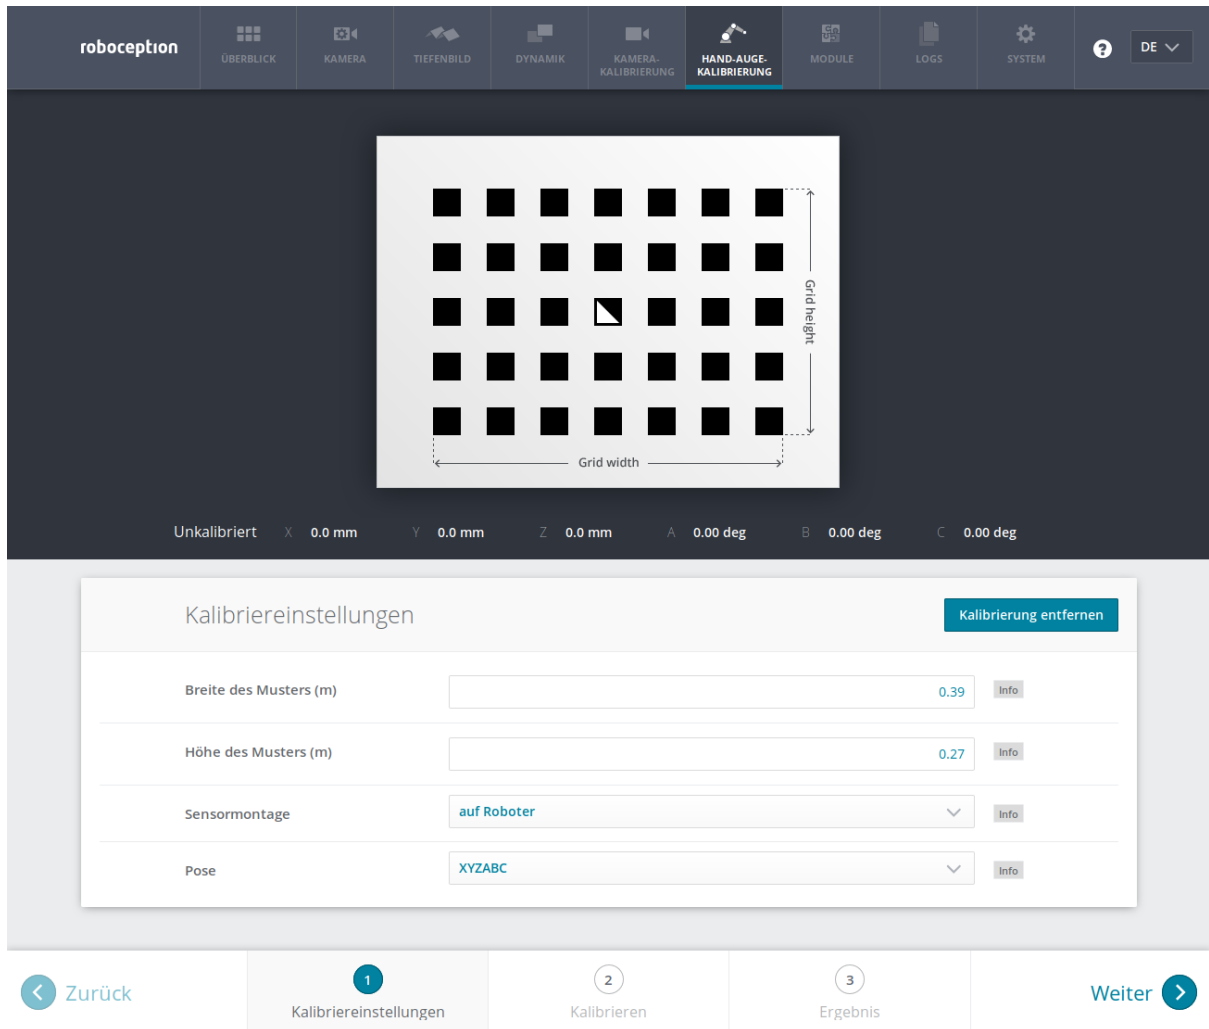 roboception
ÜBERBLICK
KAMERA
TIEFENBILD
DYNAMIK
KAMERA-
KALIBRIERUNG
HAND-AUGE-
KALIBRIERUNG
MODULE
LOGS
SYSTEM
?
DE
Grid height
Grid width
Unkalibriert X 0.0 mm Y 0.0 mm Z 0.0 mm A 0.00 deg B 0.00 deg C 0.00 deg
Kalibriereinstellungen
Kalibrierung entfernen
Breite des Musters (m) 0.39 Info
Höhe des Musters (m) 0.27 Info
Sensormontage auf Roboter Info
Pose XYZABC Info
Zurück
1
Kalibriereinstellungen
2
Kalibrieren
3
Ergebnis
Weiter